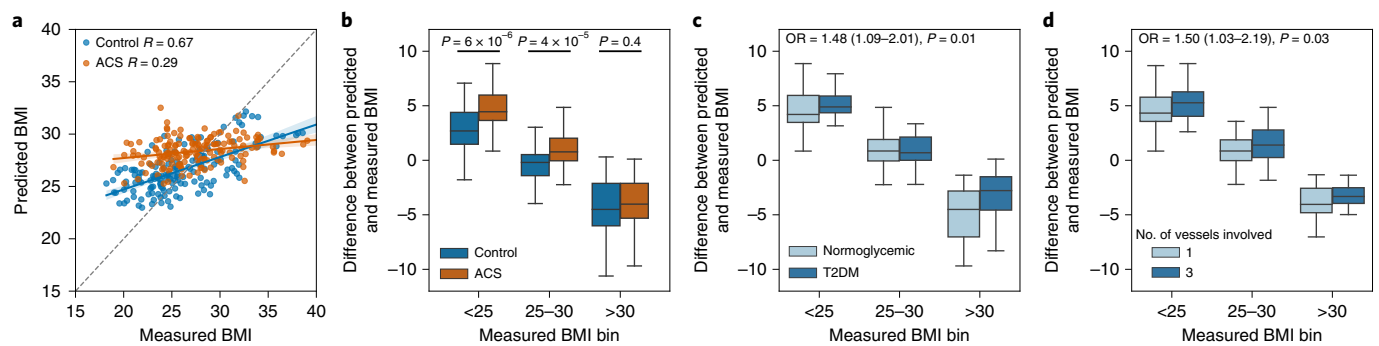 a
40
35
30
25
20
15
Predicted BMI
Control R = 0.67
ACS R = 0.29
15 20 25 30 35 40
Measured BMI
b
P = 6 × 10⁻⁶ P = 4 × 10⁻⁵ P = 0.4
10
5
0
−5
−10
Difference between predicted
and measured BMI
Control
ACS
<25 25–30 >30
Measured BMI bin
c
OR = 1.48 (1.09–2.01), P = 0.01
10
5
0
−5
−10
Difference between predicted
and measured BMI
Normoglycemic
T2DM
<25 25–30 >30
Measured BMI bin
d
OR = 1.50 (1.03–2.19), P = 0.03
10
5
0
−5
−10
Difference between predicted
and measured BMI
No. of vessels involved
1
3
<25 25–30 >30
Measured BMI bin